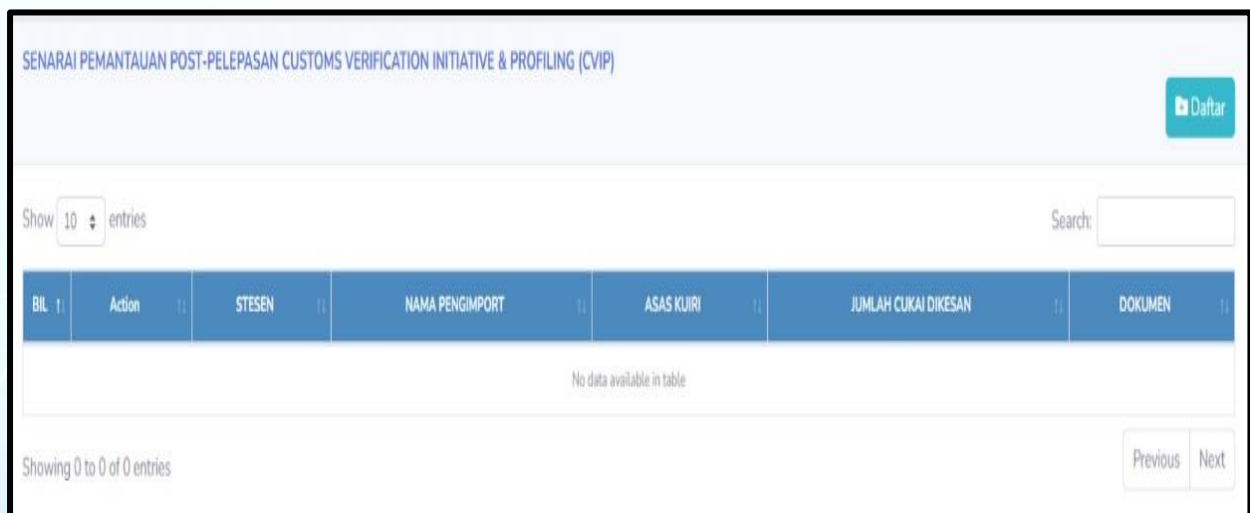 SENARAI PEMANTAUAN POST-PELEPASAN CUSTOMS VERIFICATION INITIATIVE & PROFILING (CVIP)
Daftar
Show 10 entries
Search:
BIL Action STESEN NAMA PENGIMPORT ASAS KUIRI JUMLAH CUKAI DIKESAN DOKUMEN
No data available in table
Showing 0 to 0 of 0 entries
Previous Next